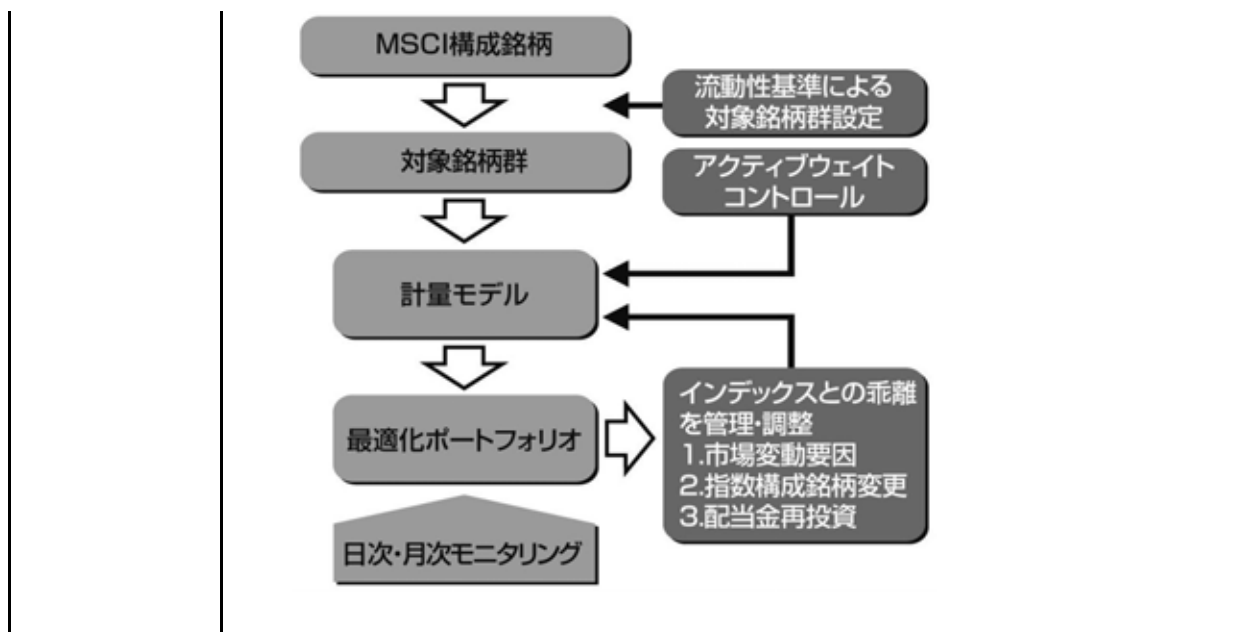 MSCI構成銘柄
流動性基準による
対象銘柄群設定
対象銘柄群
アクティブウェイト
コントロール
計量モデル
最適化ポートフォリオ
インデックスとの乖離
を管理・調整
1.市場変動要因
2.指数構成銘柄変更
3.配当金再投資
日次・月次モニタリング